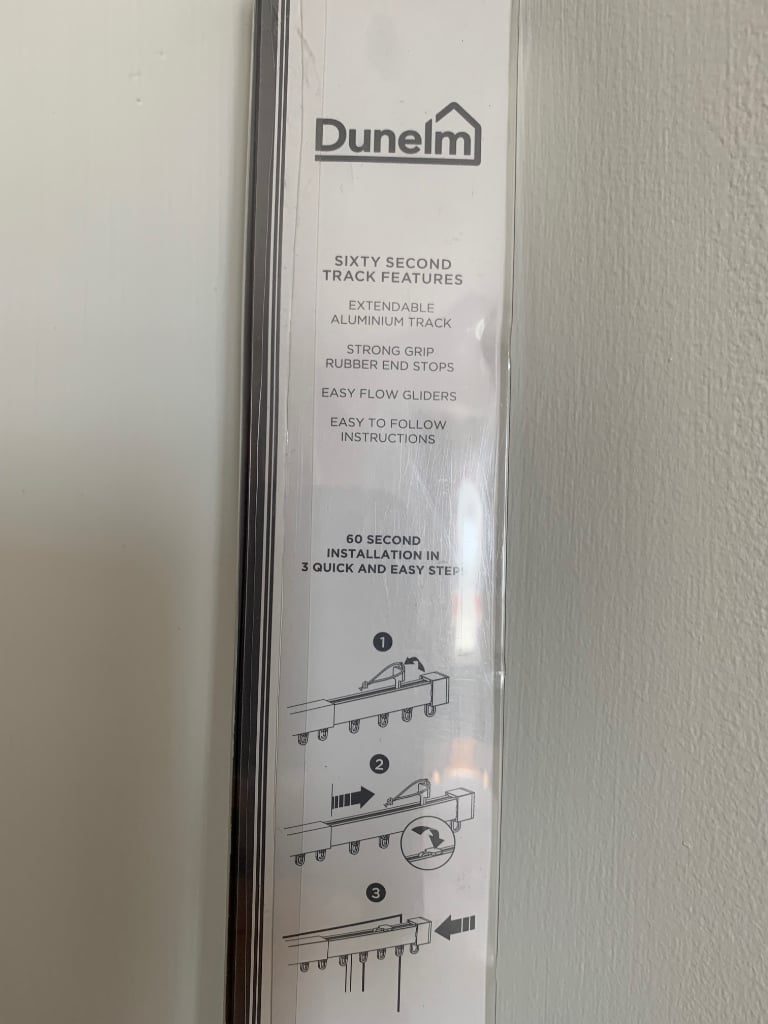 Dunelm
SIXTY SECOND
TRACK FEATURES
EXTENDABLE
ALUMINIUM TRACK
STRONG GRIP
RUBBER END STOPS
EASY FLOW GLIDERS
EASY TO FOLLOW
INSTRUCTIONS
60 SECOND
INSTALLATION IN
3 QUICK AND EASY STEPS
1
2
3